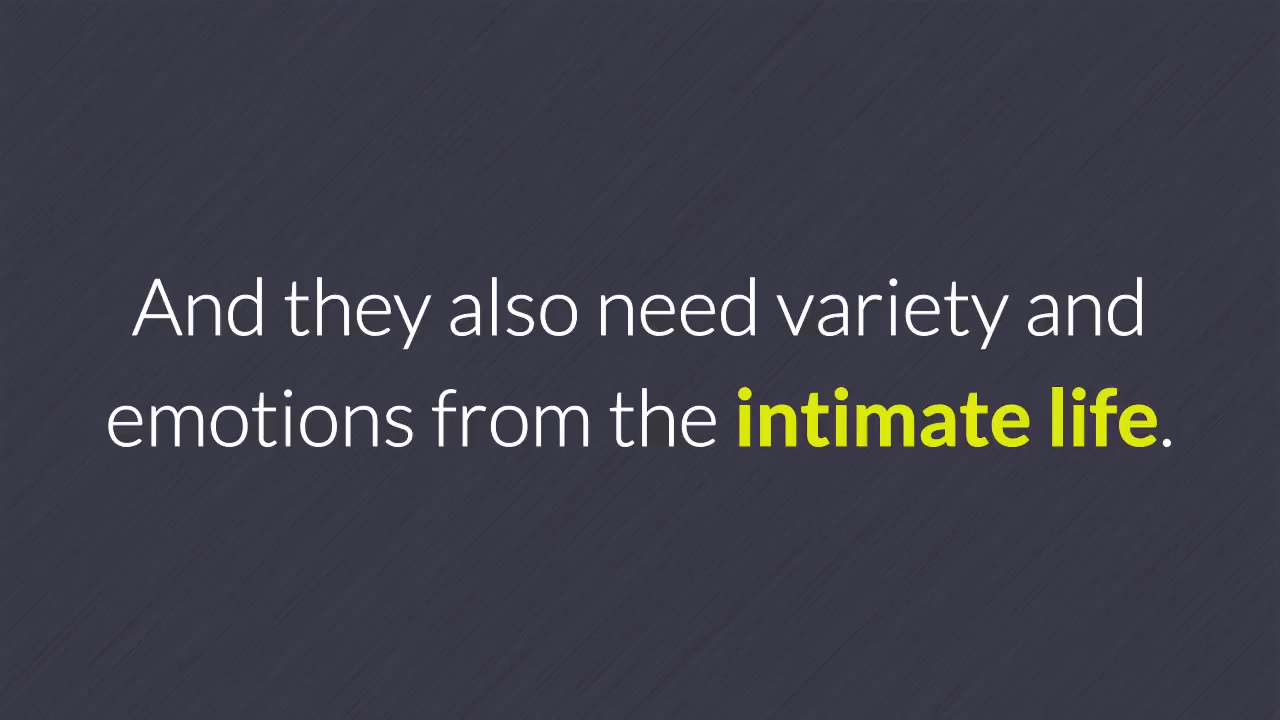 And they also need variety and
emotions from the intimate life.